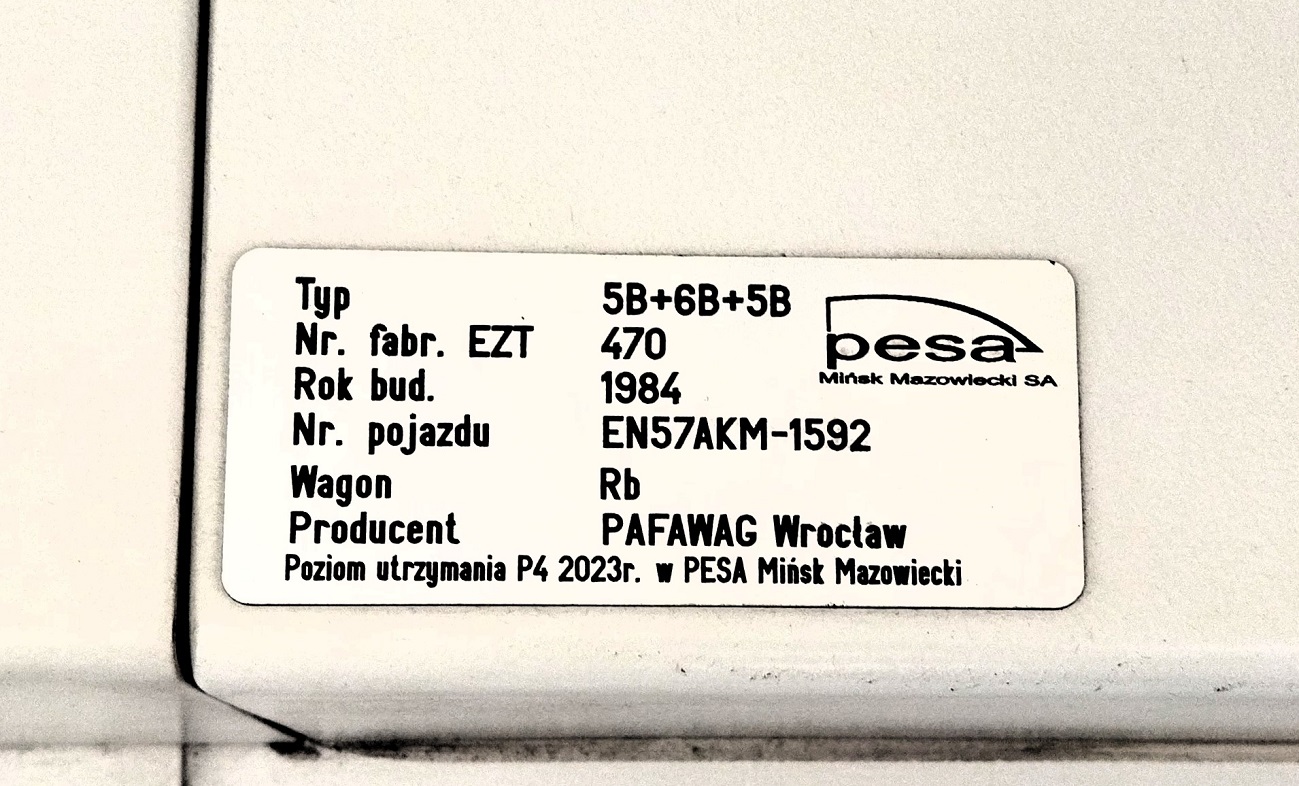 Typ 5B+6B+5B
Nr. fabr. EZT 470
Rok bud. 1984
Nr. pojazdu EN57AKM-1592
Wagon Rb
Producent PAFAWAG Wrocław
Poziom utrzymania P4 2023r. w PESA Mińsk Mazowiecki
pesa
Mińsk Mazowiecki SA